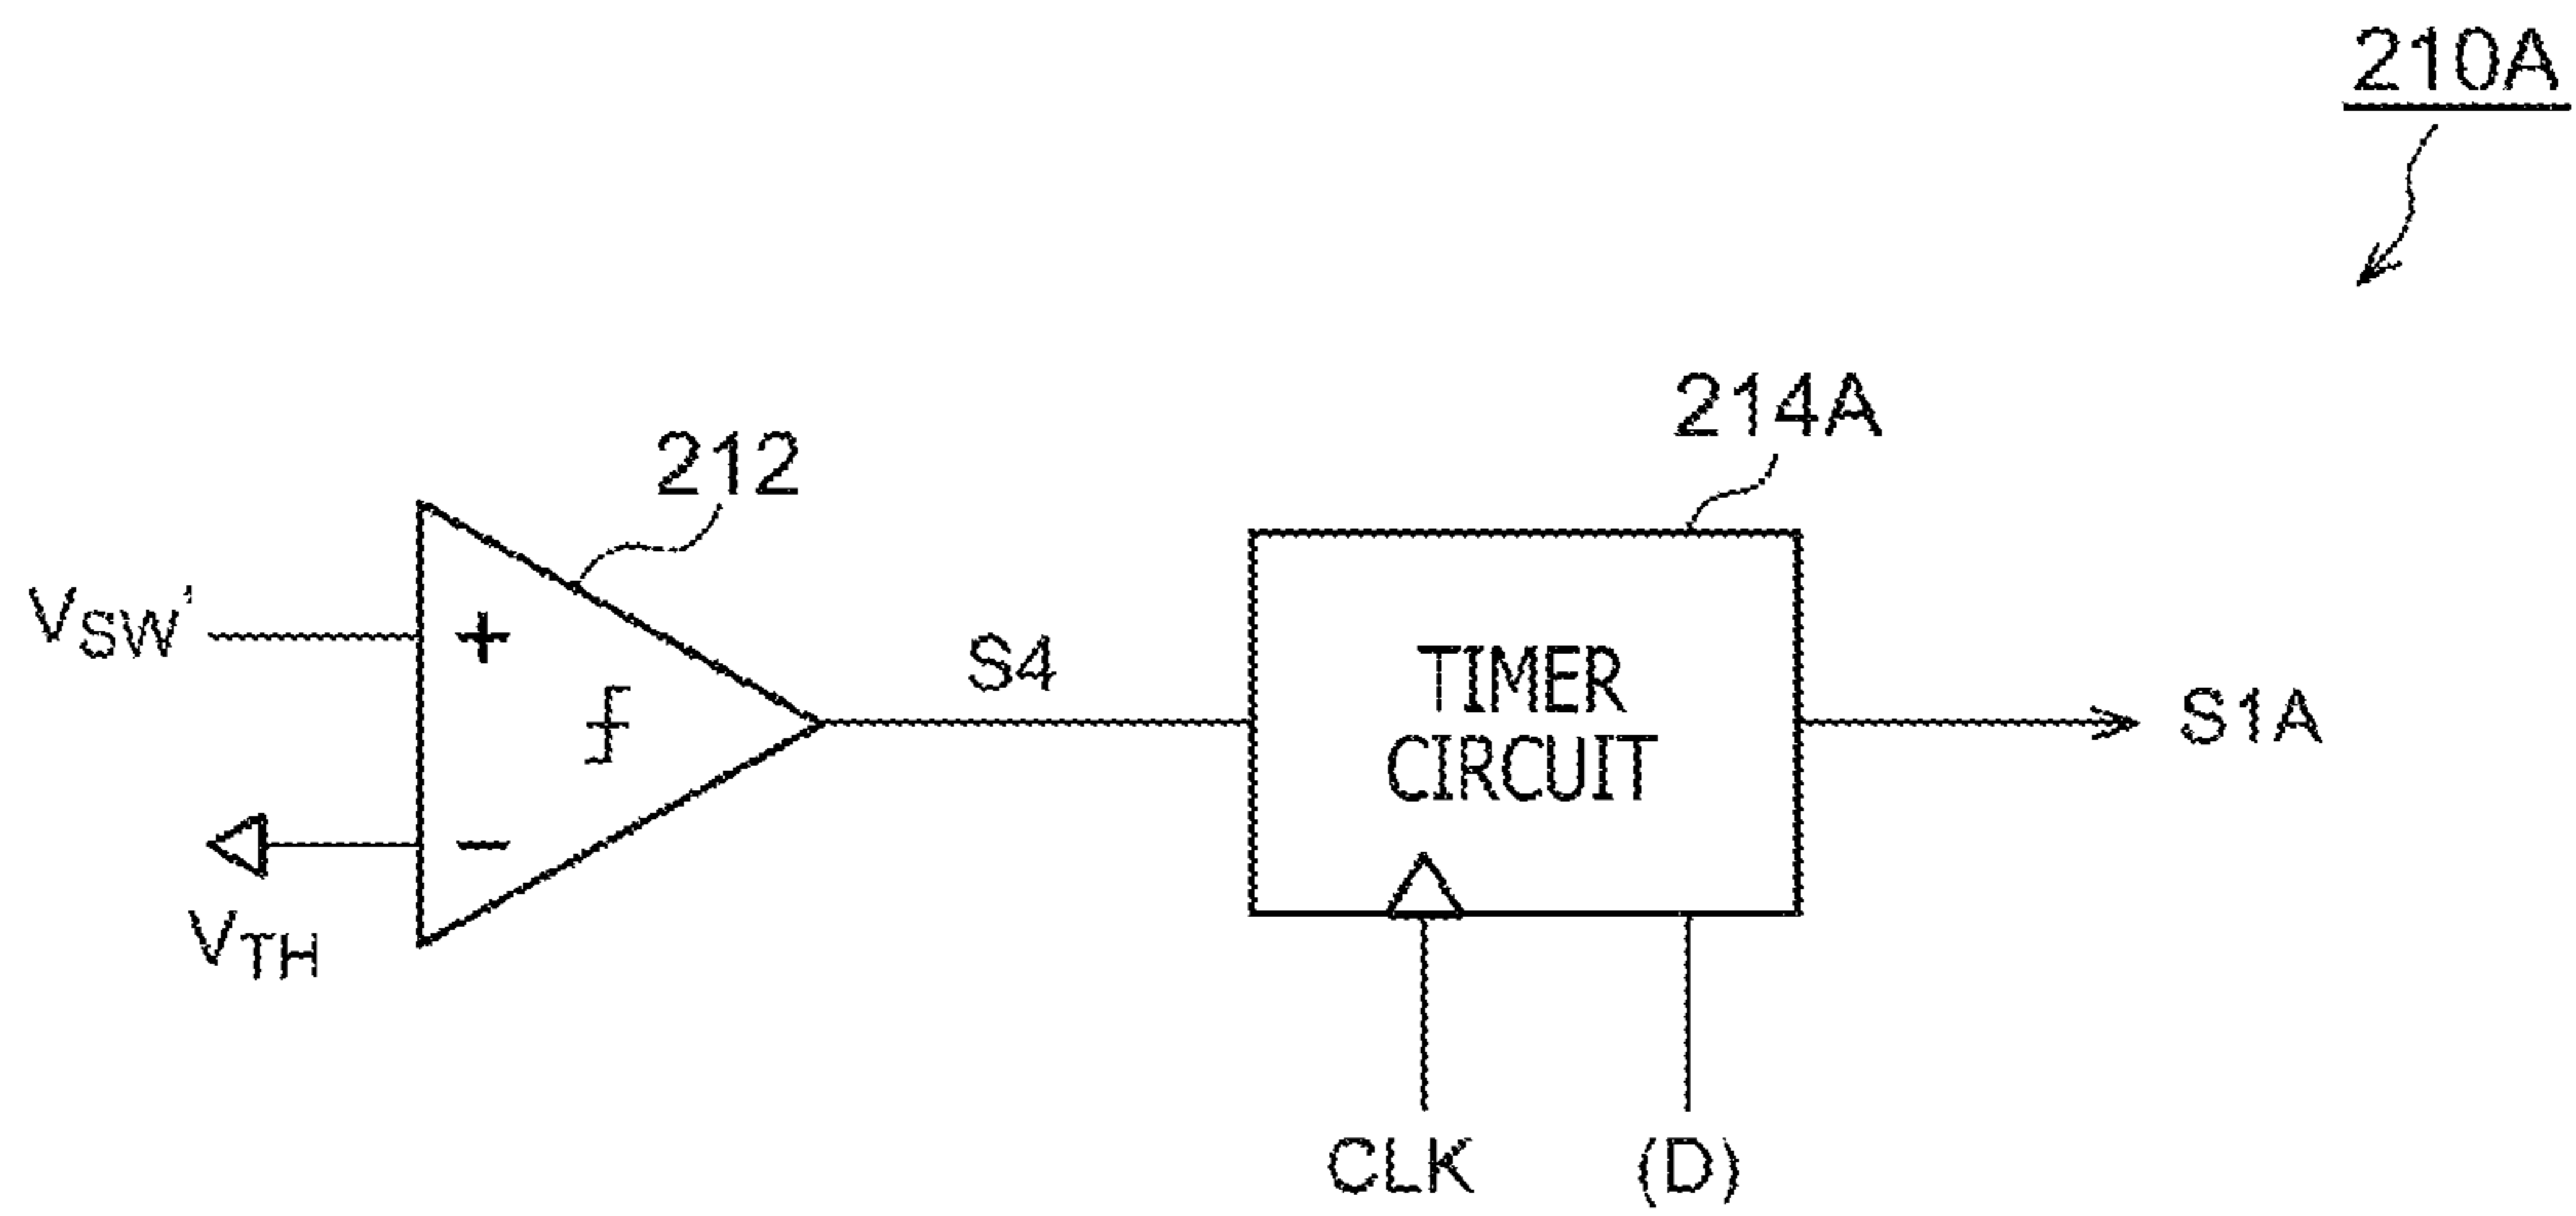 210A
214A
212
VSW'
+
S4
TIMER
CIRCUIT
S1A
−
VTH
CLK
(D)